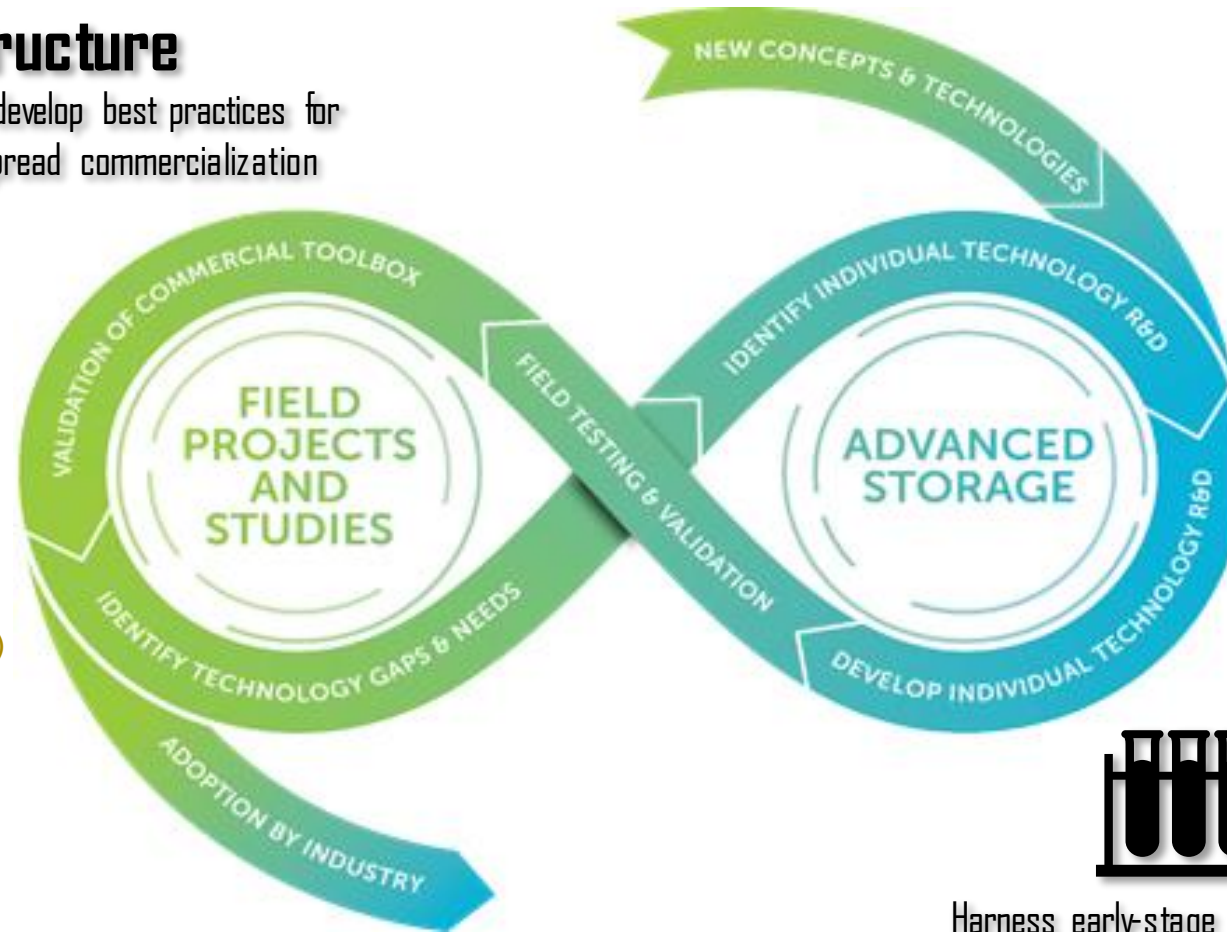 ructure
develop best practices for
pread commercialization
NEW CONCEPTS & TECHNOLOGIES
VALIDATION OF COMMERCIAL TOOLBOX
IDENTIFY INDIVIDUAL TECHNOLOGY R&D
FIELD TESTING & VALIDATION
FIELD
PROJECTS
AND
STUDIES
ADVANCED
STORAGE
IDENTIFY TECHNOLOGY GAPS & NEEDS
DEVELOP INDIVIDUAL TECHNOLOGY R&D
ADOPTION BY INDUSTRY
Harness early-stage